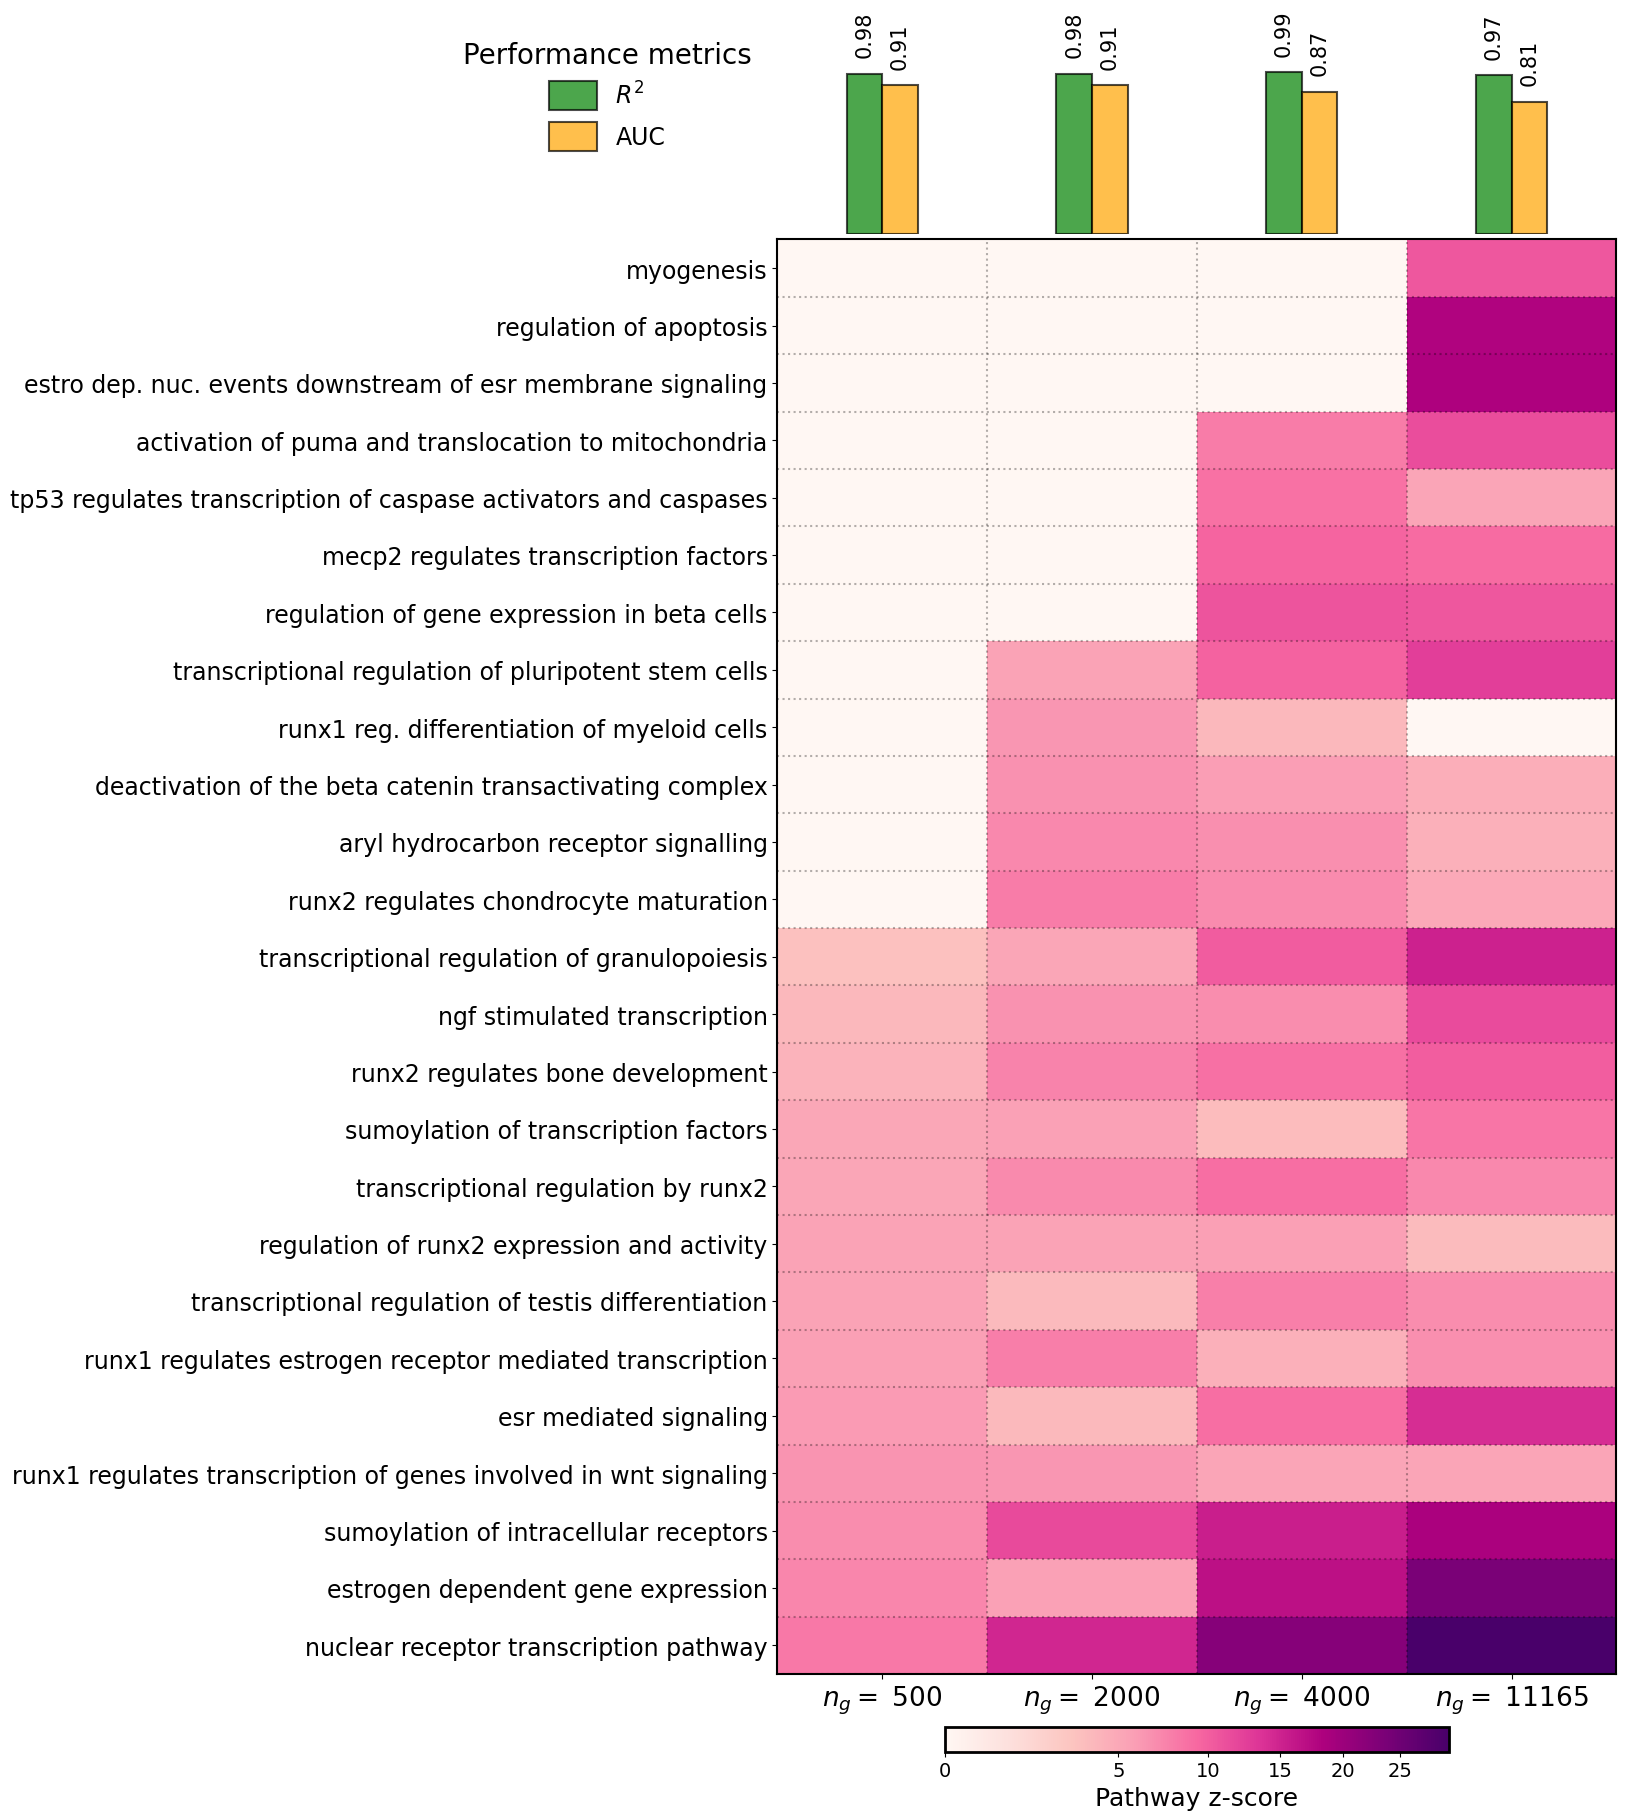 Performance metrics
R²
AUC
0.98
0.91
0.98
0.91
0.99
0.87
0.97
0.81
myogenesis
regulation of apoptosis
estro dep. nuc. events downstream of esr membrane signaling
activation of puma and translocation to mitochondria
tp53 regulates transcription of caspase activators and caspases
mecp2 regulates transcription factors
regulation of gene expression in beta cells
transcriptional regulation of pluripotent stem cells
runx1 reg. differentiation of myeloid cells
deactivation of the beta catenin transactivating complex
aryl hydrocarbon receptor signalling
runx2 regulates chondrocyte maturation
transcriptional regulation of granulopoiesis
ngf stimulated transcription
runx2 regulates bone development
sumoylation of transcription factors
transcriptional regulation by runx2
regulation of runx2 expression and activity
transcriptional regulation of testis differentiation
runx1 regulates estrogen receptor mediated transcription
esr mediated signaling
runx1 regulates transcription of genes involved in wnt signaling
sumoylation of intracellular receptors
estrogen dependent gene expression
nuclear receptor transcription pathway
n_g = 500 n_g = 2000 n_g = 4000 n_g = 11165
0 5 10 15 20 25
Pathway z-score